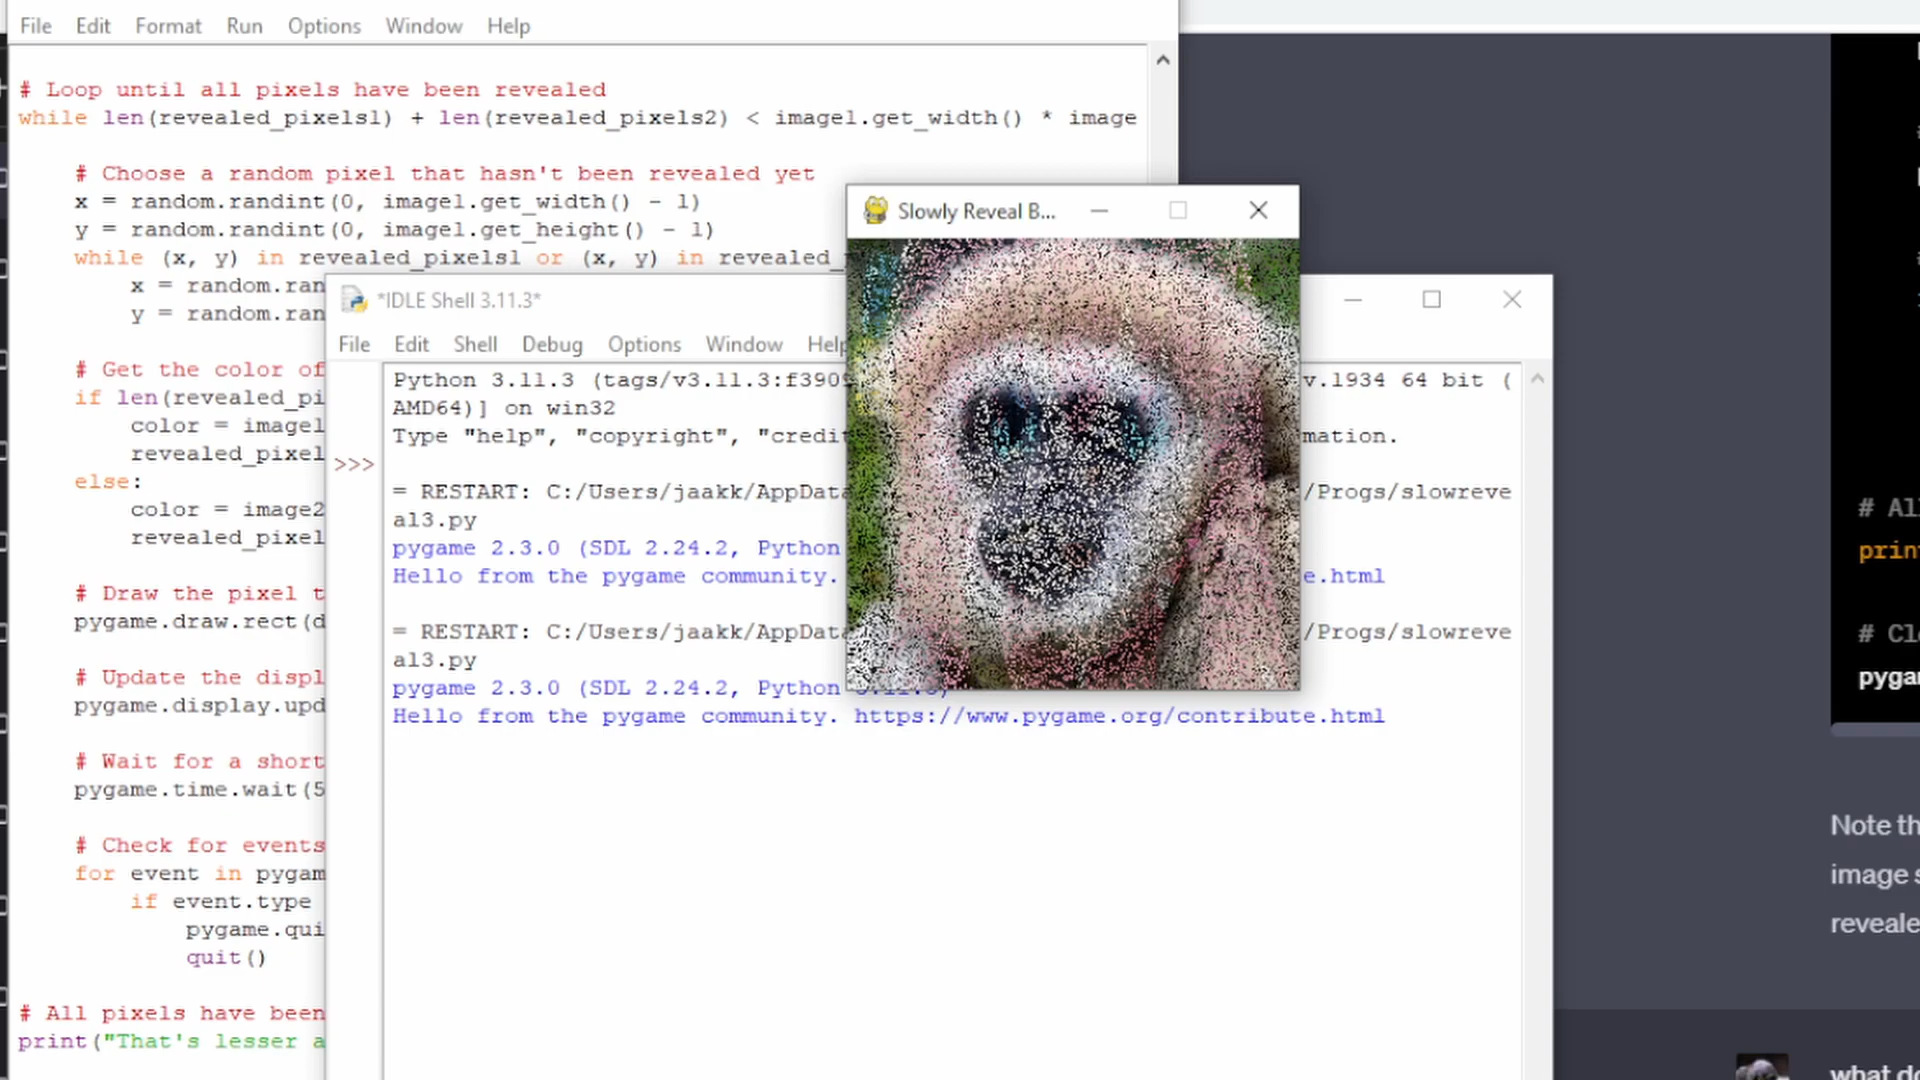 File Edit Format Run Options Window Help
# Loop until all pixels have been revealed
while len(revealed_pixels1) + len(revealed_pixels2) < image1.get_width() * image
# Choose a random pixel that hasn't been revealed yet
x = random.randint(0, image1.get_width() - 1)
y = random.randint(0, image1.get_height() - 1)
while (x, y) in revealed_pixels1 or (x, y) in revealed_
x = random.ran
y = random.ran
# Get the color of
if len(revealed_pi
color = image1
revealed_pixel
else:
color = image2
revealed_pixel
# Draw the pixel t
pygame.draw.rect(d
# Update the displ
pygame.display.upd
# Wait for a short
pygame.time.wait(5
# Check for events
for event in pygam
if event.type
pygame.qui
quit()
# All pixels have been
print("That's lesser a
Slowly Reveal B...
*IDLE Shell 3.11.3*
File Edit Shell Debug Options Window Help
Python 3.11.3 (tags/v3.11.3:f390 v.1934 64 bit (
AMD64)] on win32
Type "help", "copyright", "credit mation.
>>>
= RESTART: C:/Users/jaakk/AppData /Progs/slowreve
al3.py
pygame 2.3.0 (SDL 2.24.2, Python
Hello from the pygame community. e.html
= RESTART: C:/Users/jaakk/AppData /Progs/slowreve
al3.py
pygame 2.3.0 (SDL 2.24.2, Python
Hello from the pygame community. https://www.pygame.org/contribute.html
# Al
prin
# Cl
pyga
Note th
image s
reveale
what do